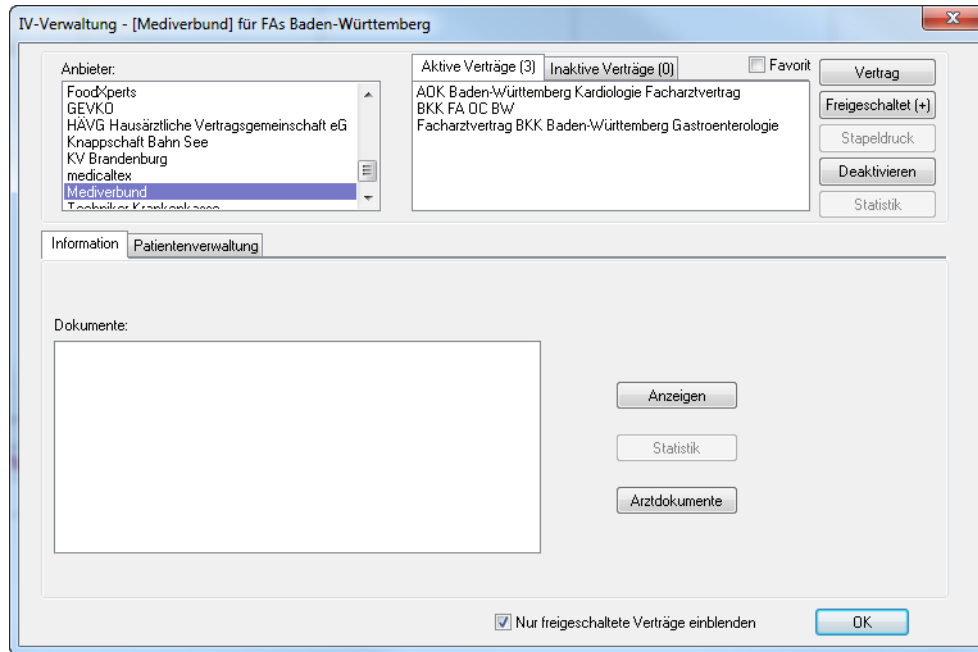 IV-Verwaltung - [Mediverbund] für FAs Baden-Württemberg
x
Anbieter:
FoodXperts
GEVKO
HÄVG Hausärztliche Vertragsgemeinschaft eG
Knappschaft Bahn See
KV Brandenburg
medicaltex
Mediverbund
Techniker Krankenkasse
Aktive Verträge (3)
Inaktive Verträge (0)
Favorit
AOK Baden-Württemberg Kardiologie Facharztvertrag
BKK FA OC BW
Facharztvertrag BKK Baden-Württemberg Gastroenterologie
Vertrag
Freigeschaltet (+)
Stapeldruck
Deaktivieren
Statistik
Information
Patientenverwaltung
Dokumente:
Anzeigen
Statistik
Arztdokumente
Nur freigeschaltete Verträge einblenden
OK